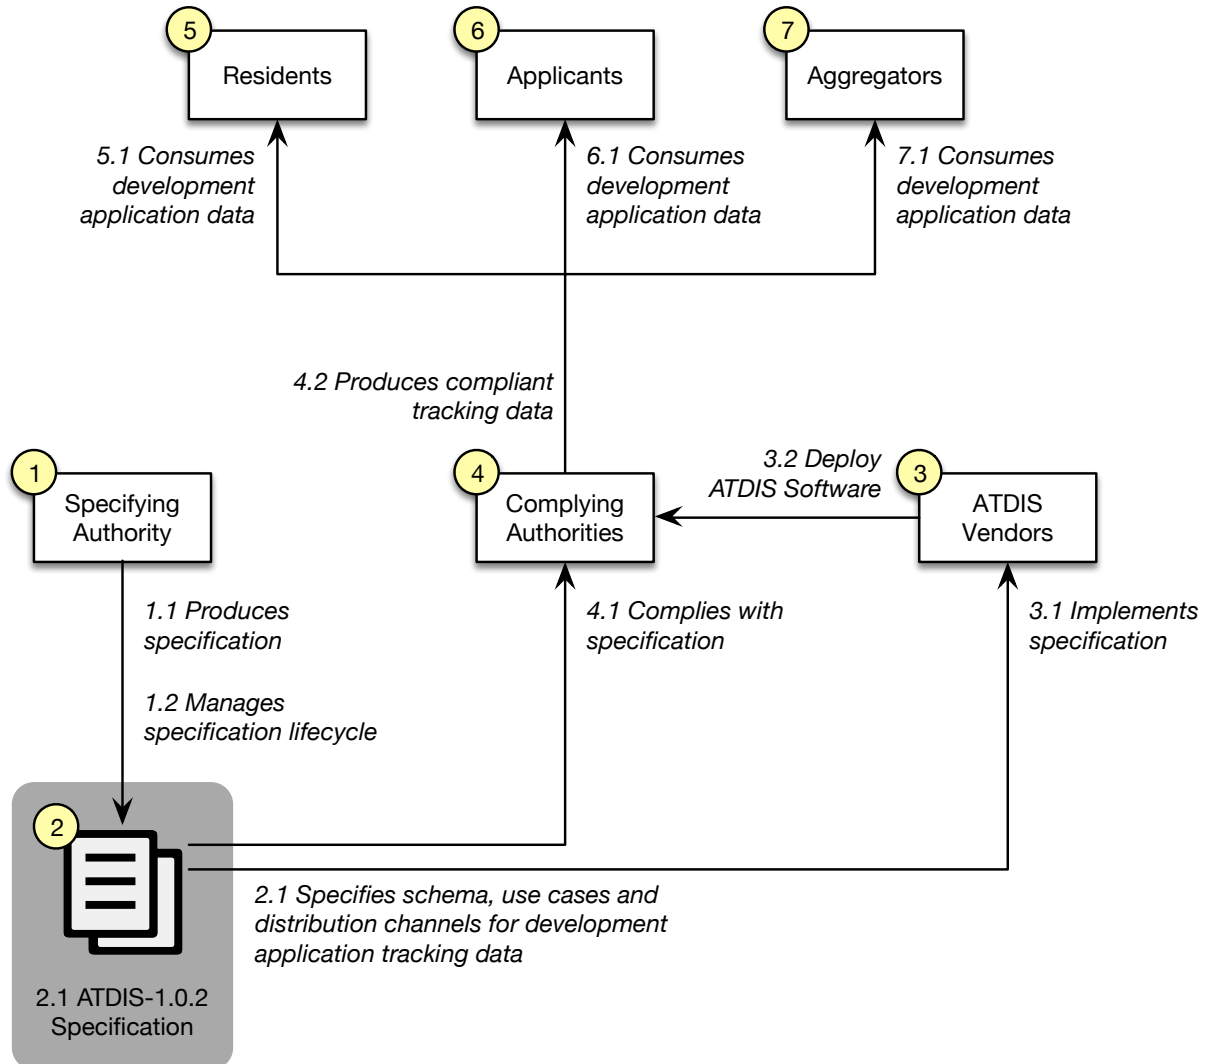 5
Residents
6
Applicants
7
Aggregators
5.1 Consumes
development
application data
6.1 Consumes
development
application data
7.1 Consumes
development
application data
4.2 Produces compliant
tracking data
1
Specifying
Authority
4
Complying
Authorities
3.2 Deploy
ATDIS Software
3
ATDIS
Vendors
1.1 Produces
specification
4.1 Complies with
specification
3.1 Implements
specification
1.2 Manages
specification lifecycle
2
2.1 Specifies schema, use cases and
distribution channels for development
application tracking data
2.1 ATDIS-1.0.2
Specification